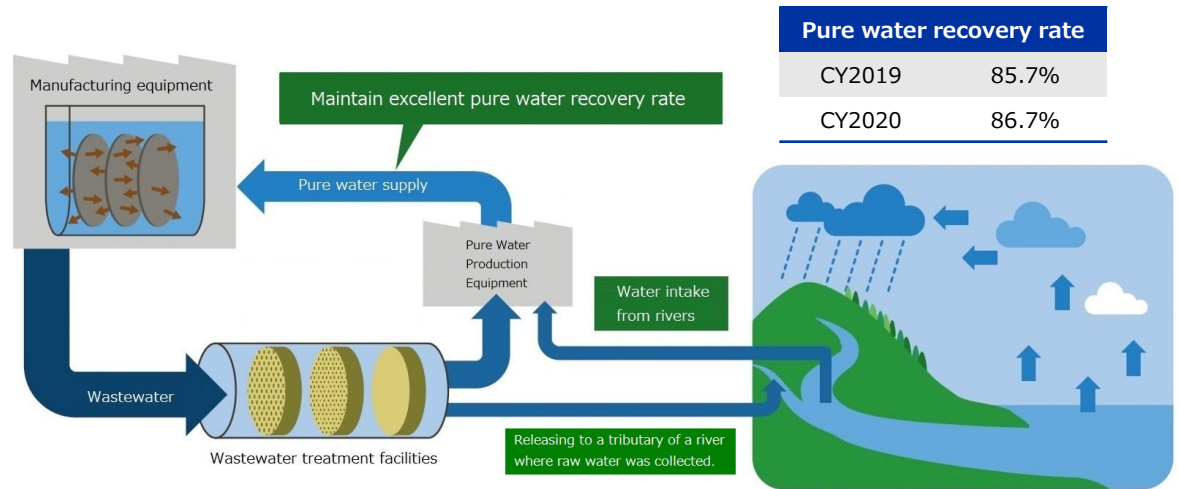 Pure water recovery rate
CY2019 85.7%
CY2020 86.7%
Manufacturing equipment
Maintain excellent pure water recovery rate
Pure water supply
Pure Water
Production
Equipment
Water intake
from rivers
Wastewater
Wastewater treatment facilities
Releasing to a tributary of a river
where raw water was collected.